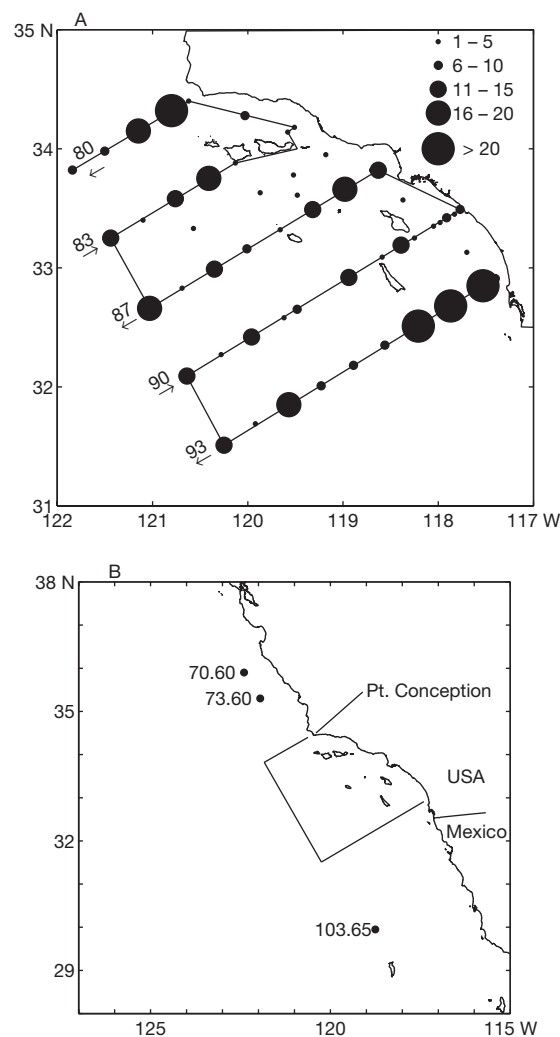 A
35 N
34
33
32
31
122
121
120
119
118
117 W
1 – 5
6 – 10
11 – 15
16 – 20
> 20
80
83
87
90
93
B
38 N
35
32
29
125
120
115 W
70.60
73.60
Pt. Conception
USA
Mexico
103.65